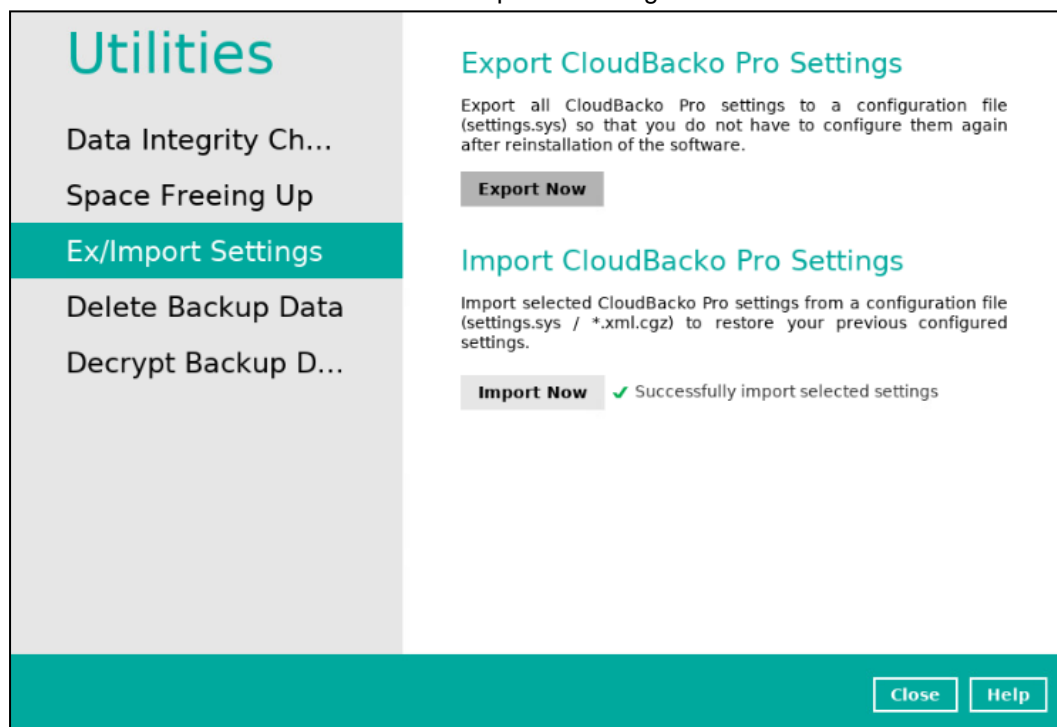 Utilities
Data Integrity Ch...
Space Freeing Up
Ex/Import Settings
Delete Backup Data
Decrypt Backup D...
Export CloudBacko Pro Settings
Export all CloudBacko Pro settings to a configuration file
(settings.sys) so that you do not have to configure them again
after reinstallation of the software.
Export Now
Import CloudBacko Pro Settings
Import selected CloudBacko Pro settings from a configuration file
(settings.sys / *.xml.cgz) to restore your previous configured
settings.
Import Now ✓ Successfully import selected settings
Close Help